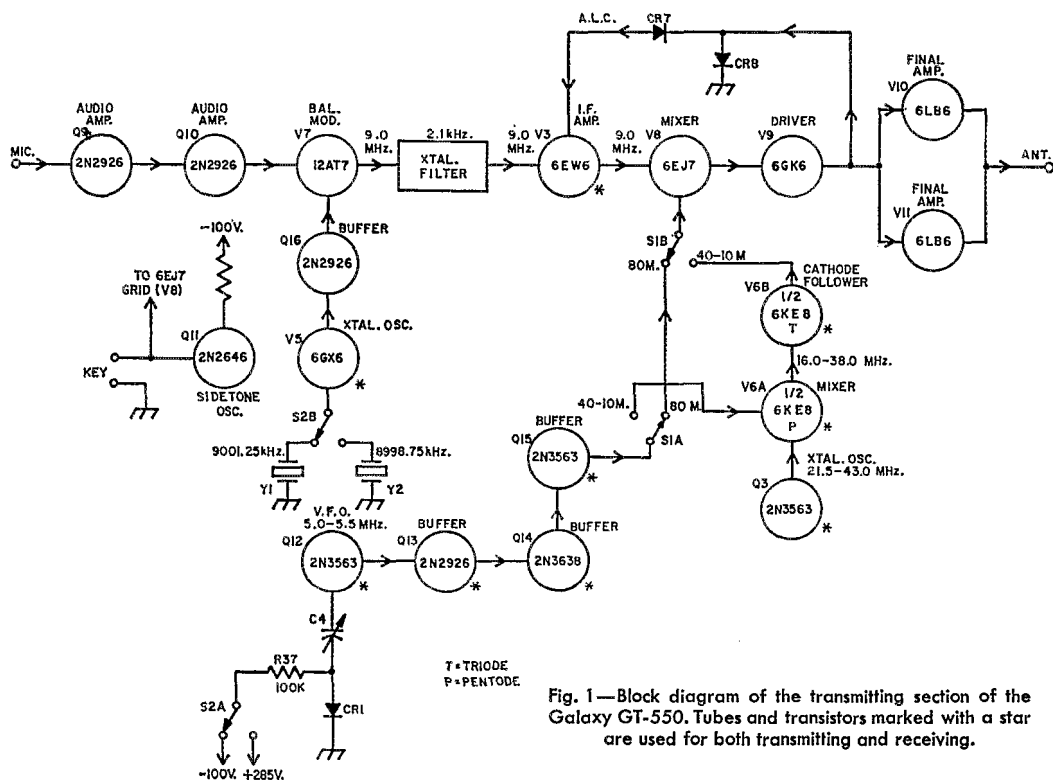 A.L.C.
CR7
CR8
AUDIO
AMP.
Q9
2N2926
MIC.
AUDIO
AMP.
Q10
2N2926
BAL.
MOD.
V7
12AT7
9.0
MHz.
2.1kHz.
XTAL.
FILTER
9.0
MHz.
I.F.
AMP.
V3
6EW6
*
9.0
MHz.
MIXER
V8
6EJ7
DRIVER
V9
6GK6
FINAL
AMP.
V10
6LB6
ANT.
FINAL
AMP.
V11
6LB6
-100V.
TO 6EJ7
GRID (V8)
Q11
2N2646
KEY
SIDETONE
OSC.
BUFFER
Q16
2N2926
XTAL. OSC.
V5
6GX6
*
S2B
9001.25kHz.
8998.75kHz.
Y1
Y2
S1B
80M.
40-10 M
CATHODE
FOLLOWER
V6B
1/2
6KE8
T
*
16.0-38.0 MHz.
V6A
MIXER
1/2
6KE8
P
*
40-10M.
80 M.
S1A
XTAL. OSC.
21.5-43.0 MHz.
Q3
2N3563
*
BUFFER
Q15
2N3563
*
V.F.O.
5.0-5.5 MHz.
Q12
2N3563
*
BUFFER
Q13
2N2926
*
BUFFER
Q14
2N3638
*
C4
R37
100K
S2A
CR1
-100V.
+285V.
T=TRIODE
P=PENTODE
Fig. 1—Block diagram of the transmitting section of the
Galaxy GT-550. Tubes and transistors marked with a star
are used for both transmitting and receiving.